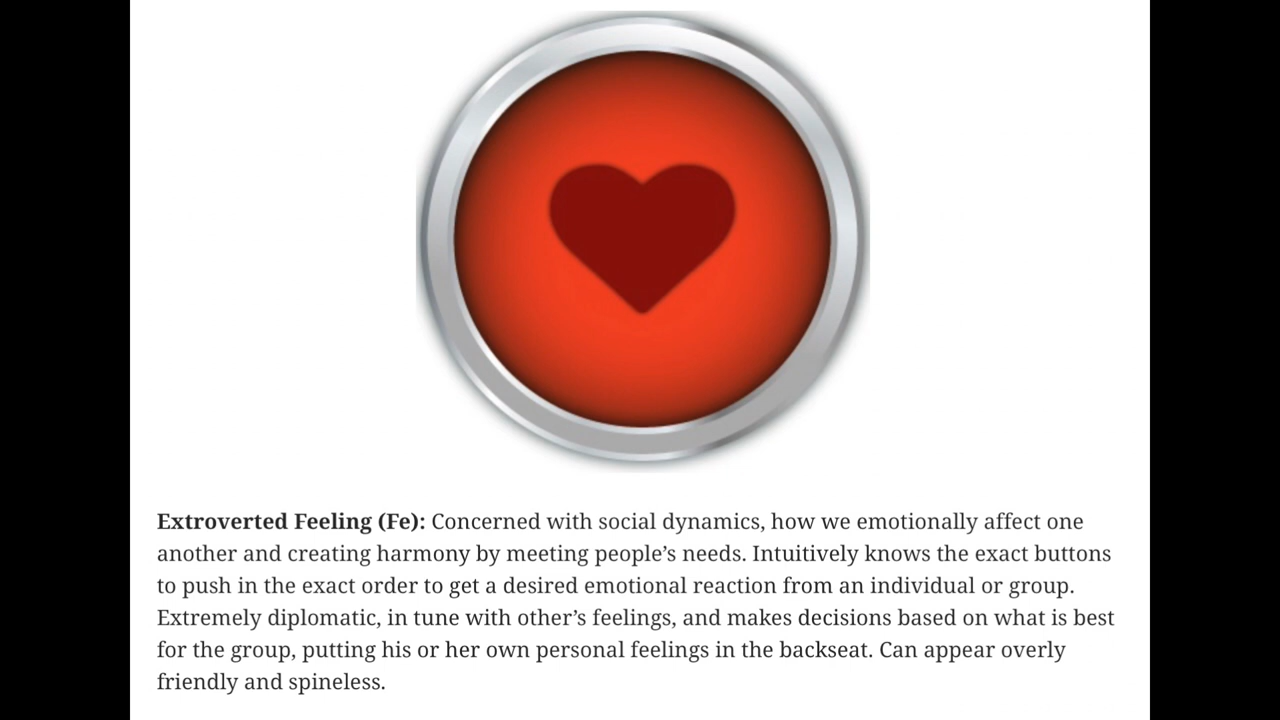 Extroverted Feeling (Fe): Concerned with social dynamics, how we emotionally affect one
another and creating harmony by meeting people’s needs. Intuitively knows the exact buttons
to push in the exact order to get a desired emotional reaction from an individual or group.
Extremely diplomatic, in tune with other’s feelings, and makes decisions based on what is best
for the group, putting his or her own personal feelings in the backseat. Can appear overly
friendly and spineless.